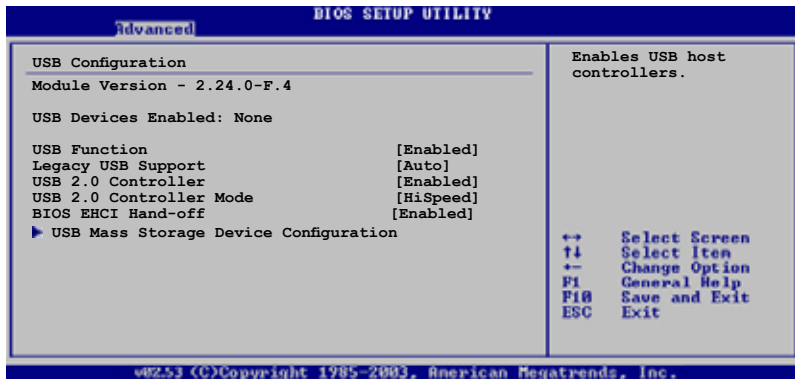 BIOS SETUP UTILITY
Advanced
USB Configuration
Module Version - 2.24.0-F.4
USB Devices Enabled: None
USB Function [Enabled]
Legacy USB Support [Auto]
USB 2.0 Controller [Enabled]
USB 2.0 Controller Mode [HiSpeed]
BIOS EHCI Hand-off [Enabled]
USB Mass Storage Device Configuration
Enables USB host
controllers.
↔ Select Screen
↑↓ Select Item
+- Change Option
F1 General Help
F10 Save and Exit
ESC Exit
v02.53 (C)Copyright 1985-2003, American Megatrends, Inc.